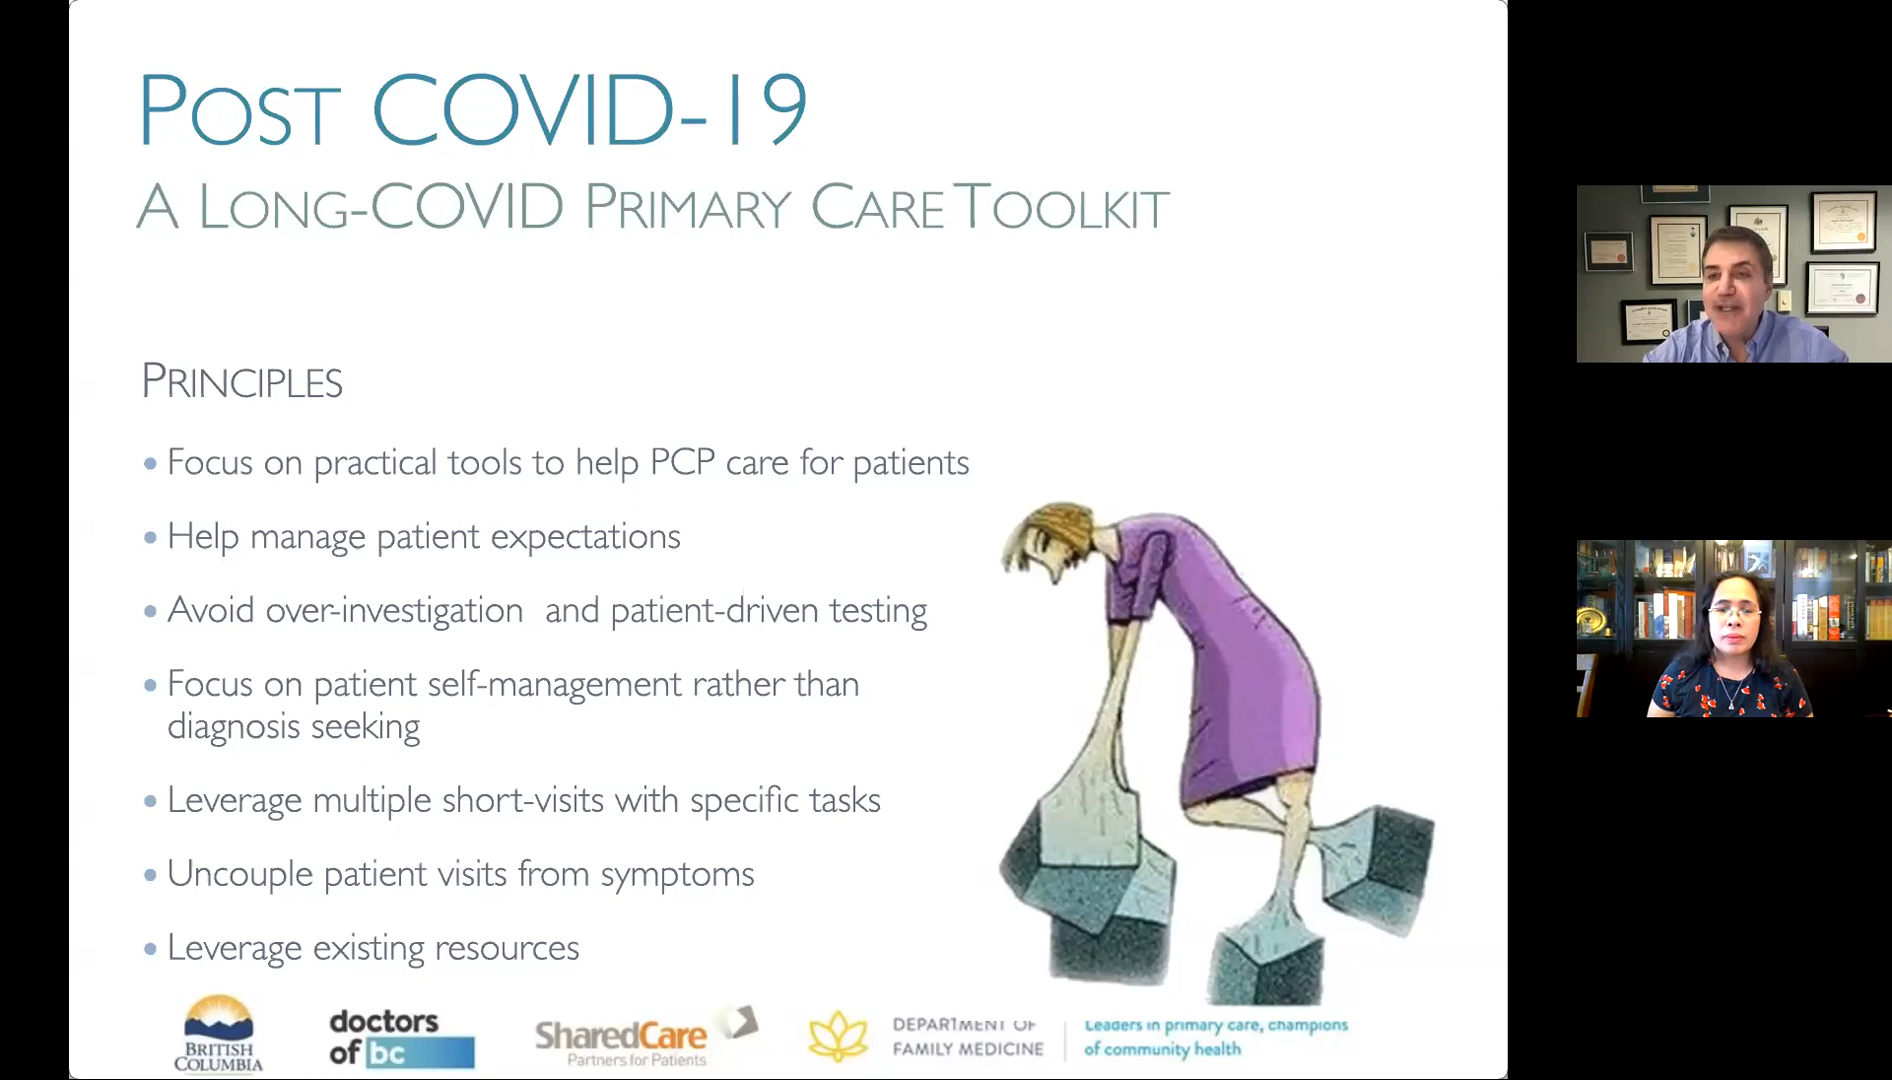 POST COVID-19
A LONG-COVID PRIMARY CARE TOOLKIT
PRINCIPLES
• Focus on practical tools to help PCP care for patients
• Help manage patient expectations
• Avoid over-investigation and patient-driven testing
• Focus on patient self-management rather than
diagnosis seeking
• Leverage multiple short-visits with specific tasks
• Uncouple patient visits from symptoms
• Leverage existing resources
BRITISH
COLUMBIA
doctors
of bc
SharedCare
Partners for Patients
DEPARTMENT OF
FAMILY MEDICINE
Leaders in primary care, champions
of community health